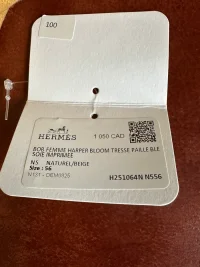 100
HERMES
1 050 CAD
BOB FEMME HARPER BLOOM TRESSE PAILLE BLE
SOIE IMPRIMEE
N5 NATUREL/BEIGE
Size : 56
H251064N N556